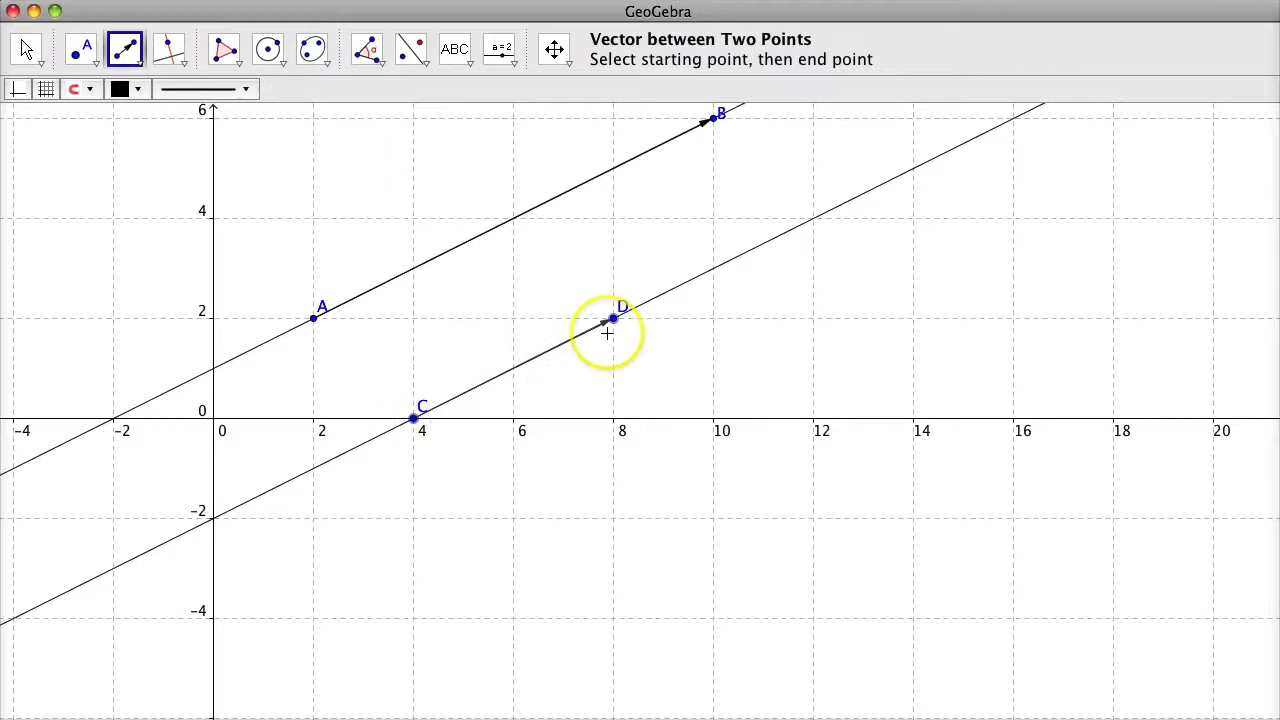 GeoGebra
A α ABC a=2
Vector between Two Points
Select starting point, then end point
6
B
4
A
2
D
C
0
-4 -2 0 2 4 6 8 10 12 14 16 18 20
-2
-4